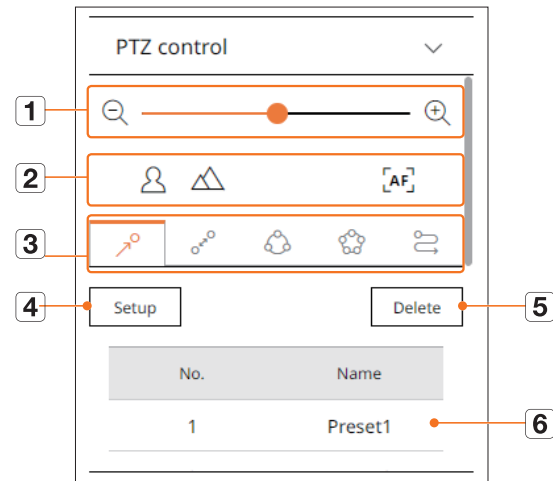 PTZ control
1
2
AF
3
4
Setup
Delete
5
No. Name
1 Preset1
6